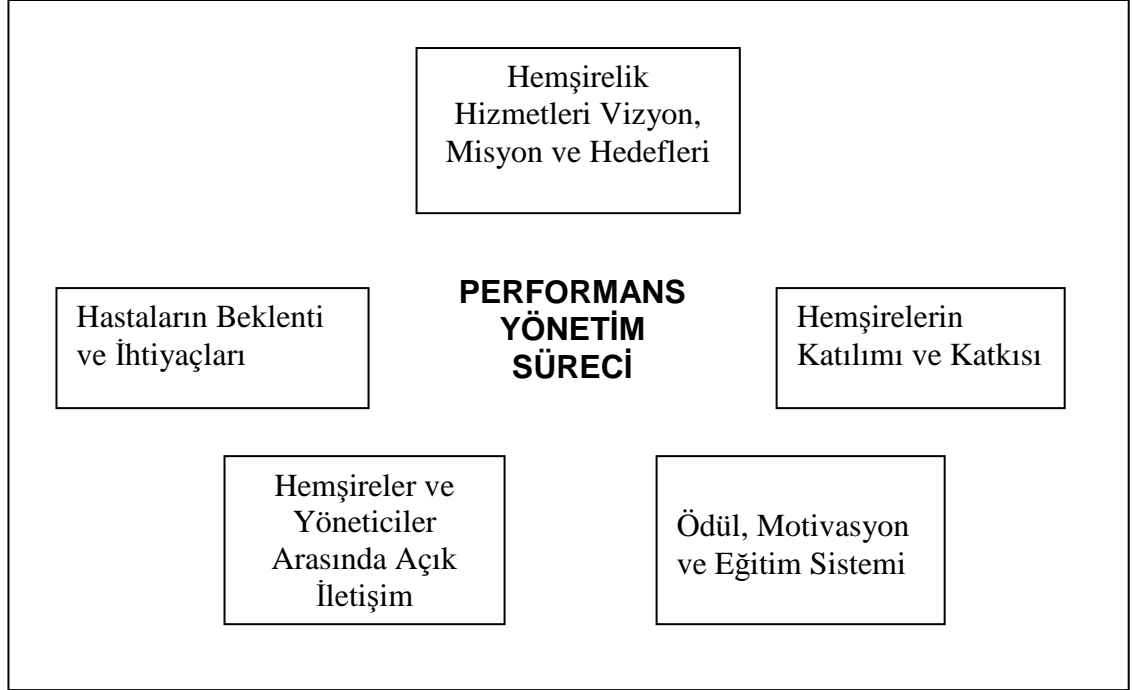 Hemşirelik
Hizmetleri Vizyon,
Misyon ve Hedefleri
Hastaların Beklenti
ve İhtiyaçları
PERFORMANS
YÖNETİM
SÜRECİ
Hemşirelerin
Katılımı ve Katkısı
Hemşireler ve
Yöneticiler
Arasında Açık
İletişim
Ödül, Motivasyon
ve Eğitim Sistemi